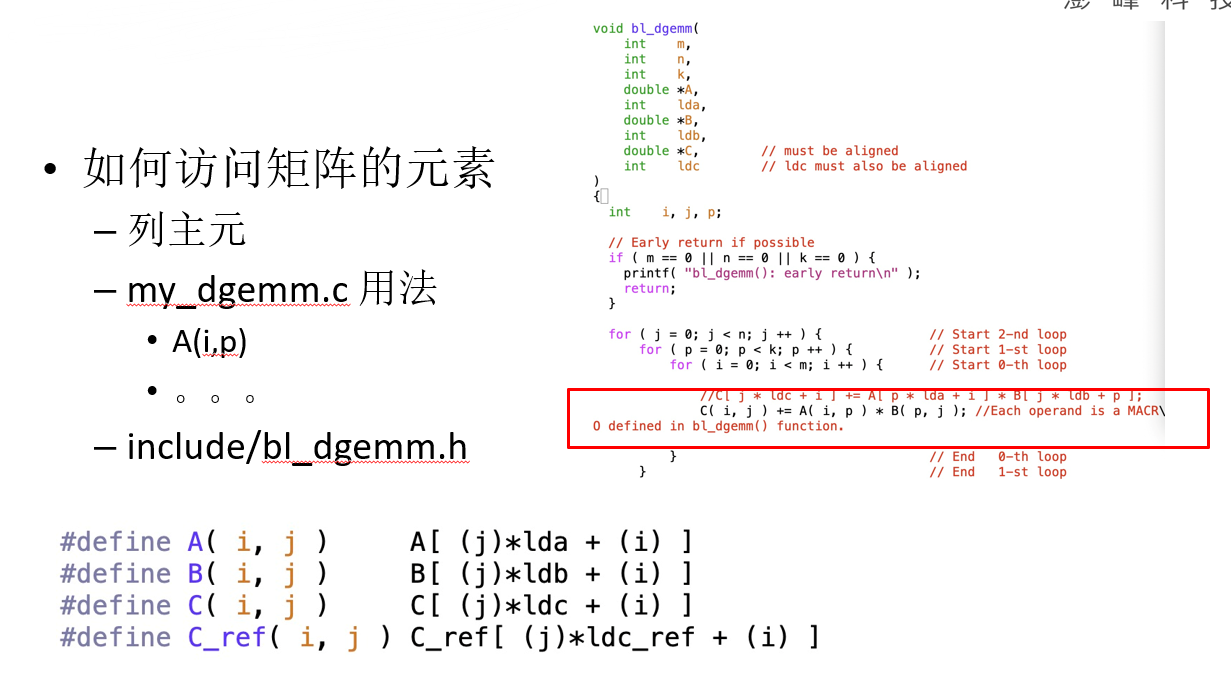 澎 峰 科 技
• 如何访问矩阵的元素
– 列主元
– my_dgemm.c 用法
• A(i,p)
• 。。。
– include/bl_dgemm.h
void bl_dgemm(
int m,
int n,
int k,
double *A,
int lda,
double *B,
int ldb,
double *C, // must be aligned
int ldc // ldc must also be aligned
)
{
int i, j, p;
// Early return if possible
if ( m == 0 || n == 0 || k == 0 ) {
printf( "bl_dgemm(): early return\n" );
return;
}
for ( j = 0; j < n; j ++ ) { // Start 2-nd loop
for ( p = 0; p < k; p ++ ) { // Start 1-st loop
for ( i = 0; i < m; i ++ ) { // Start 0-th loop
//C[ j * ldc + i ] += A[ p * lda + i ] * B[ j * ldb + p ];
C( i, j ) += A( i, p ) * B( p, j ); //Each operand is a MACR\
O defined in bl_dgemm() function.
} // End 0-th loop
} // End 1-st loop
#define A( i, j ) A[ (j)*lda + (i) ]
#define B( i, j ) B[ (j)*ldb + (i) ]
#define C( i, j ) C[ (j)*ldc + (i) ]
#define C_ref( i, j ) C_ref[ (j)*ldc_ref + (i) ]